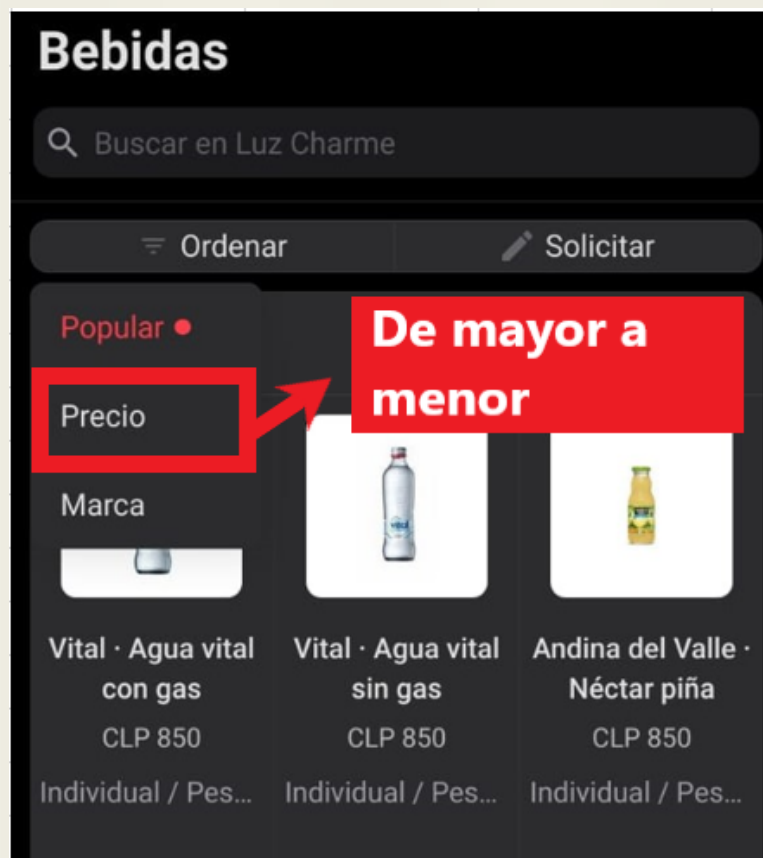 Bebidas
Buscar en Luz Charme
Ordenar
Solicitar
Popular
De mayor a
menor
Precio
Marca
vital
Vital · Agua vital
con gas
CLP 850
Individual / Pes...
Vital · Agua vital
sin gas
CLP 850
Individual / Pes...
Andina del Valle ·
Néctar piña
CLP 850
Individual / Pes...